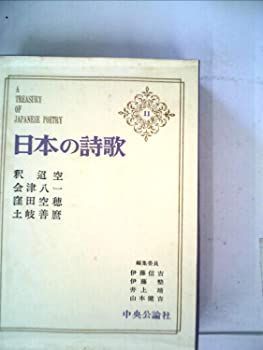 A
TREASURY
OF
JAPANESE POETRY
11
日本の詩歌
釈迢空
会津八一
窪田空穂
土岐善麿
編集委員
伊藤信吉
伊藤整
井上靖
山本健吉
中央公論社